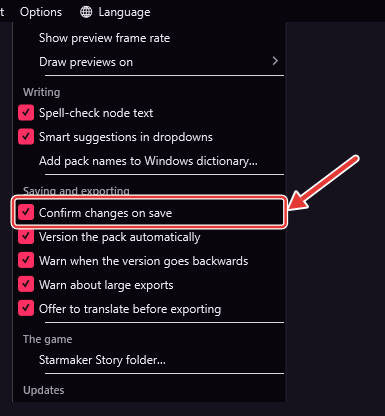 t Options Language
Show preview frame rate
Draw previews on
Writing
Spell-check node text
Smart suggestions in dropdowns
Add pack names to Windows dictionary...
Saving and exporting
Confirm changes on save
Version the pack automatically
Warn when the version goes backwards
Warn about large exports
Offer to translate before exporting
The game
Starmaker Story folder...
Updates